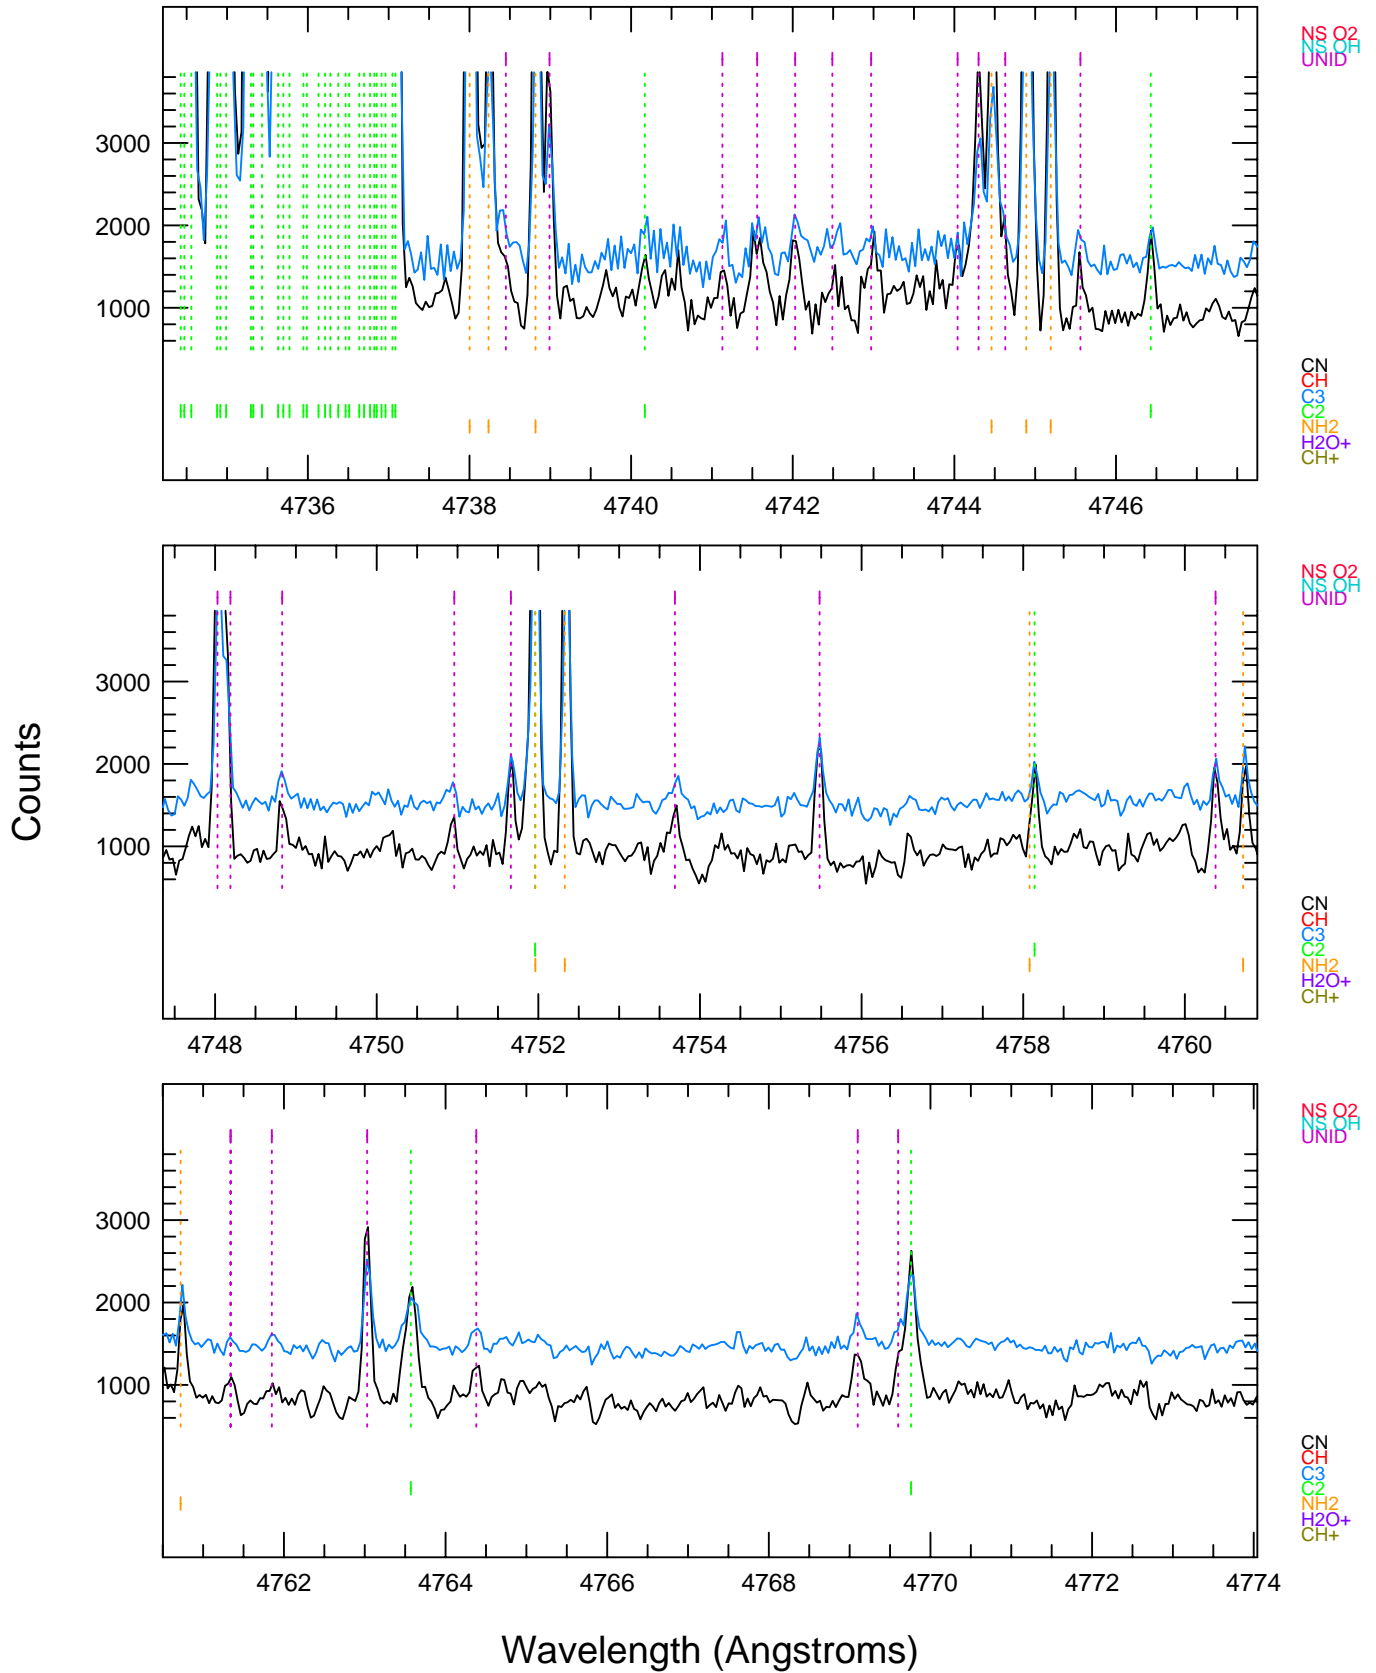 NS O2
NS OH
UNID
3000
2000
1000
CN
CH
C3
C2
NH2
H2O+
CH+
4736 4738 4740 4742 4744 4746
NS O2
NS OH
UNID
3000
2000
1000
CN
CH
C3
C2
NH2
H2O+
CH+
4748 4750 4752 4754 4756 4758 4760
Counts
NS O2
NS OH
UNID
3000
2000
1000
CN
CH
C3
C2
NH2
H2O+
CH+
4762 4764 4766 4768 4770 4772 4774
Wavelength (Angstroms)